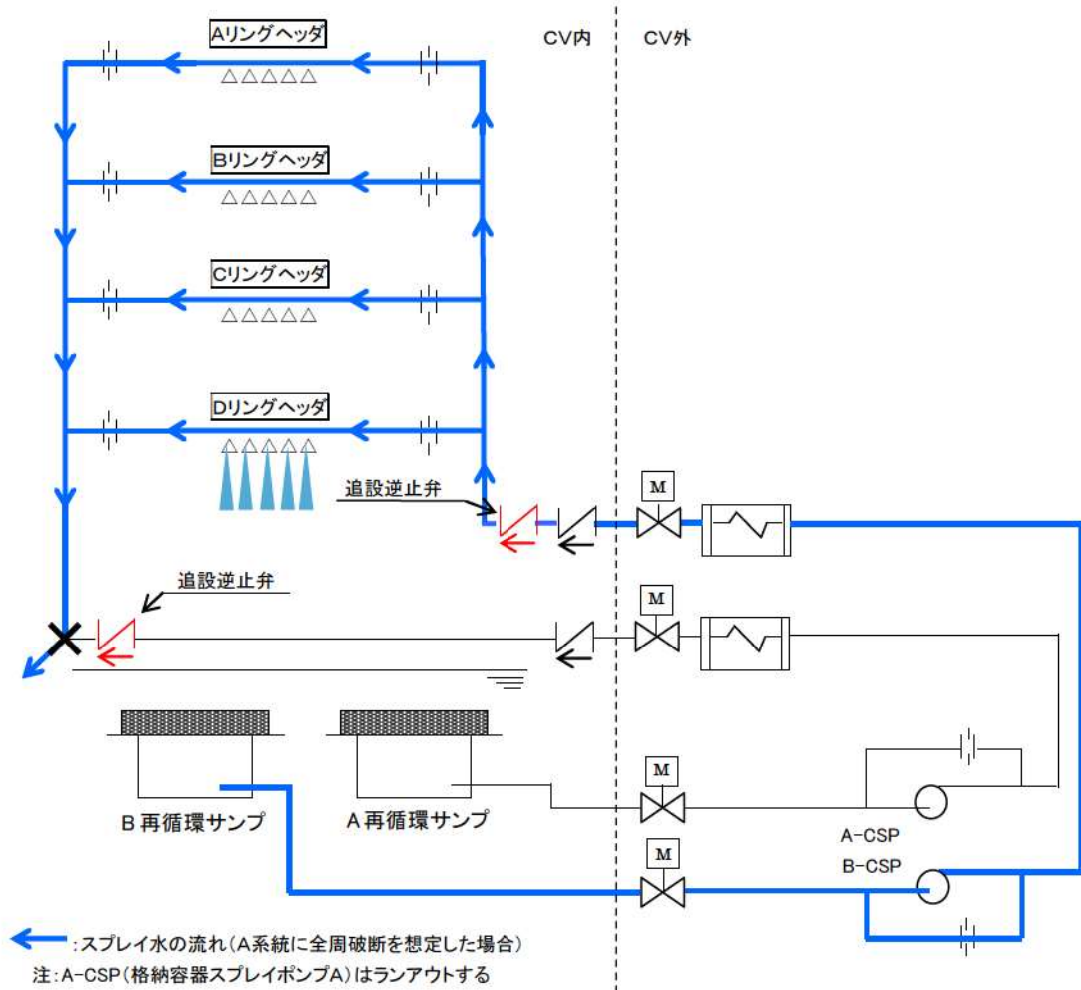 Aリングヘッダ
CV内
CV外
Bリングヘッダ
Cリングヘッダ
Dリングヘッダ
追設逆止弁
M
追設逆止弁
M
M
B再循環サンプ
A再循環サンプ
A-CSP
B-CSP
M
:スプレイ水の流れ(A系統に全周破断を想定した場合)
注:A-CSP(格納容器スプレイポンプA)はランアウトする